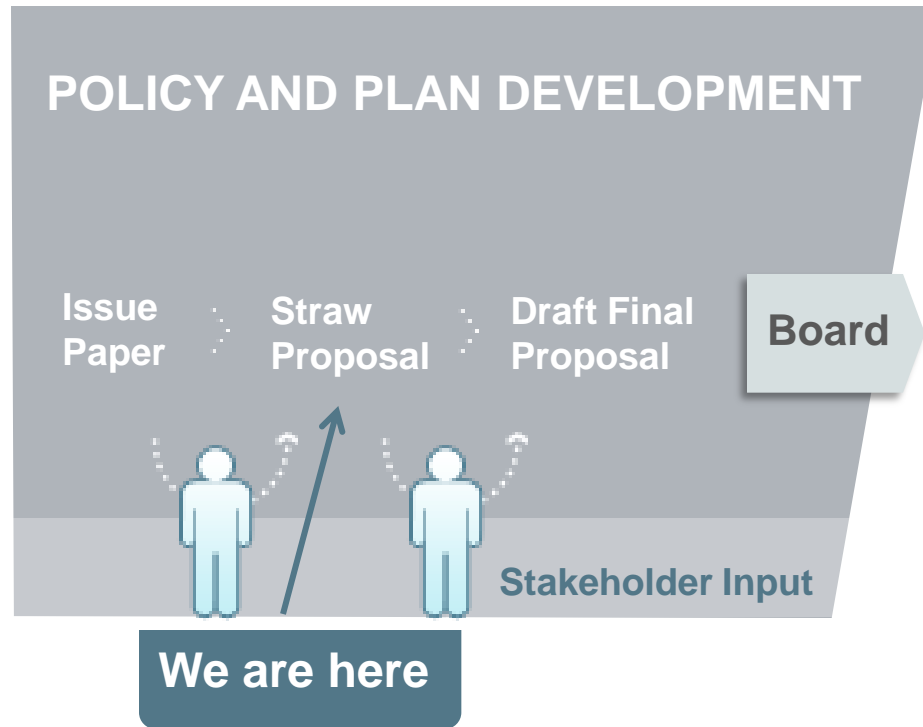 POLICY AND PLAN DEVELOPMENT
Issue
Paper
Straw
Proposal
Draft Final
Proposal
Board
Stakeholder Input
We are here